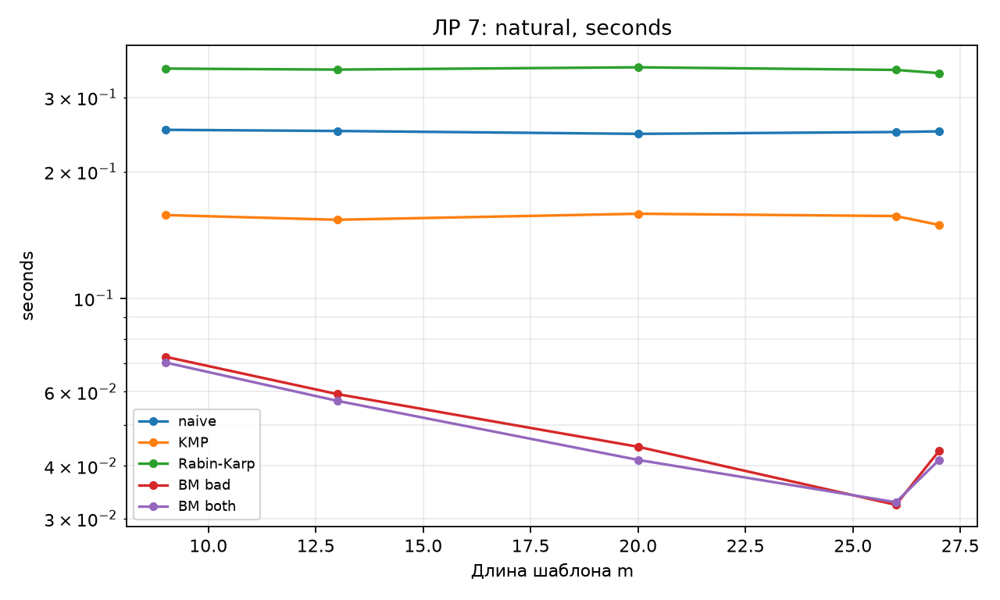 ЛР 7: natural, seconds
3 × 10⁻¹
2 × 10⁻¹
10⁻¹
6 × 10⁻²
4 × 10⁻²
3 × 10⁻²
seconds
naive
KMP
Rabin-Karp
BM bad
BM both
10.0 12.5 15.0 17.5 20.0 22.5 25.0 27.5
Длина шаблона m